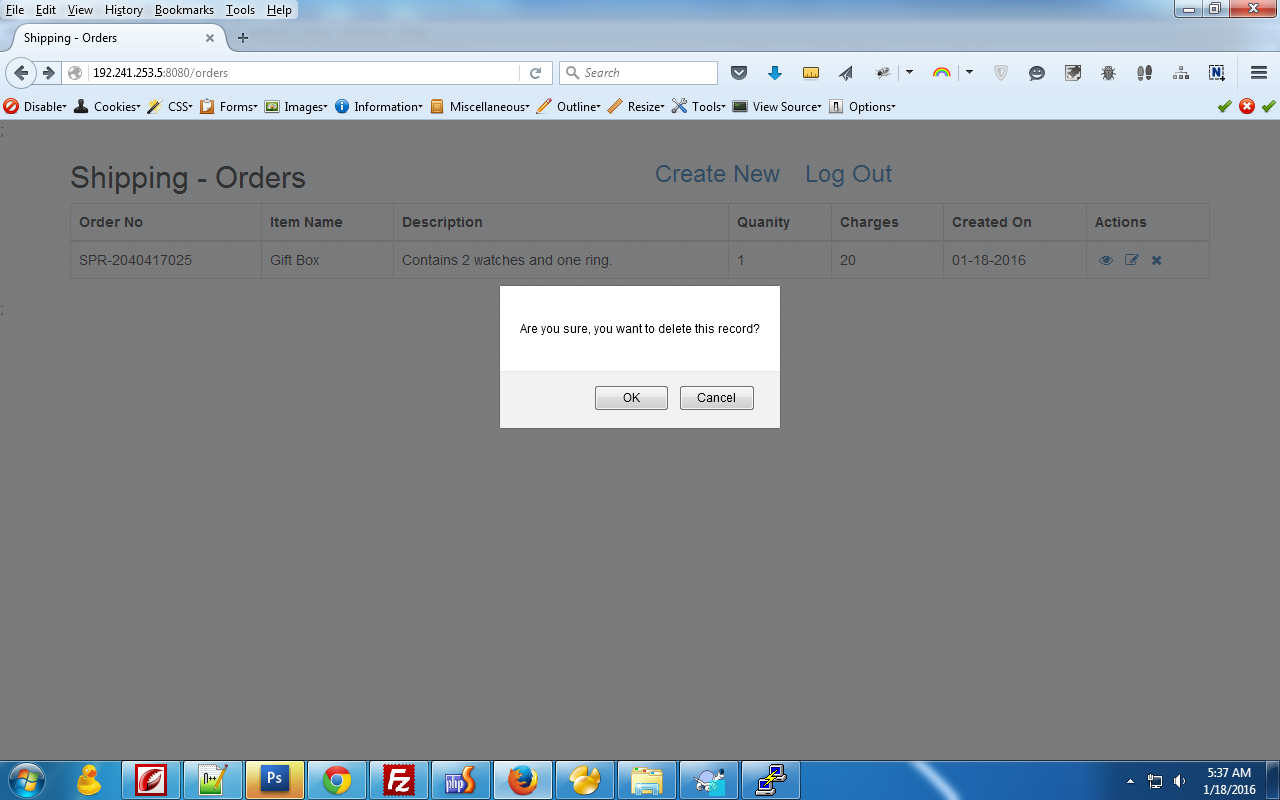 File Edit View History Bookmarks Tools Help
Shipping - Orders
192.241.253.5:8080/orders Search
Disable Cookies CSS Forms Images Information Miscellaneous Outline Resize Tools View Source Options
;
Shipping - Orders Create New Log Out
Order No Item Name Description Quanity Charges Created On Actions
SPR-2040417025 Gift Box Contains 2 watches and one ring. 1 20 01-18-2016
;
Are you sure, you want to delete this record?
OK Cancel
N++ Ps Fz php
5:37 AM
1/18/2016